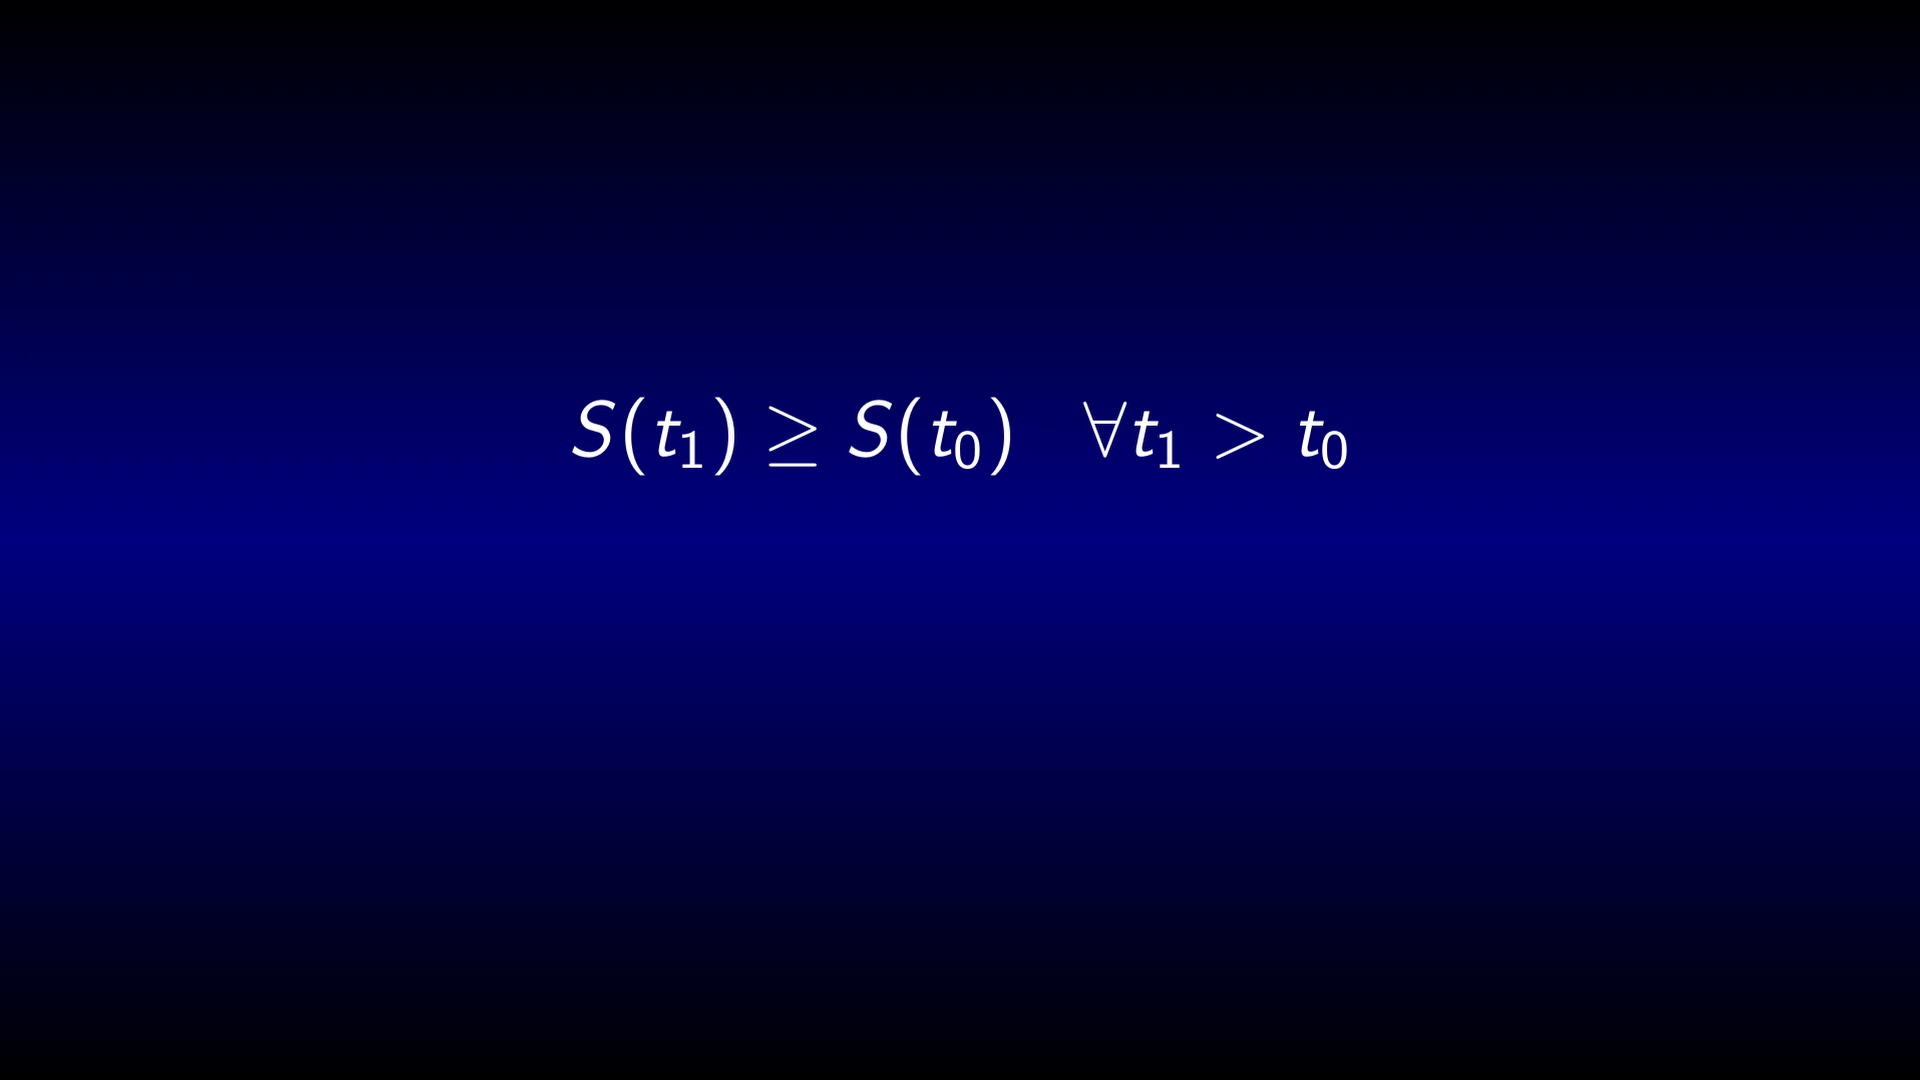 S(t₁) ≥ S(t₀) ∀t₁ > t₀